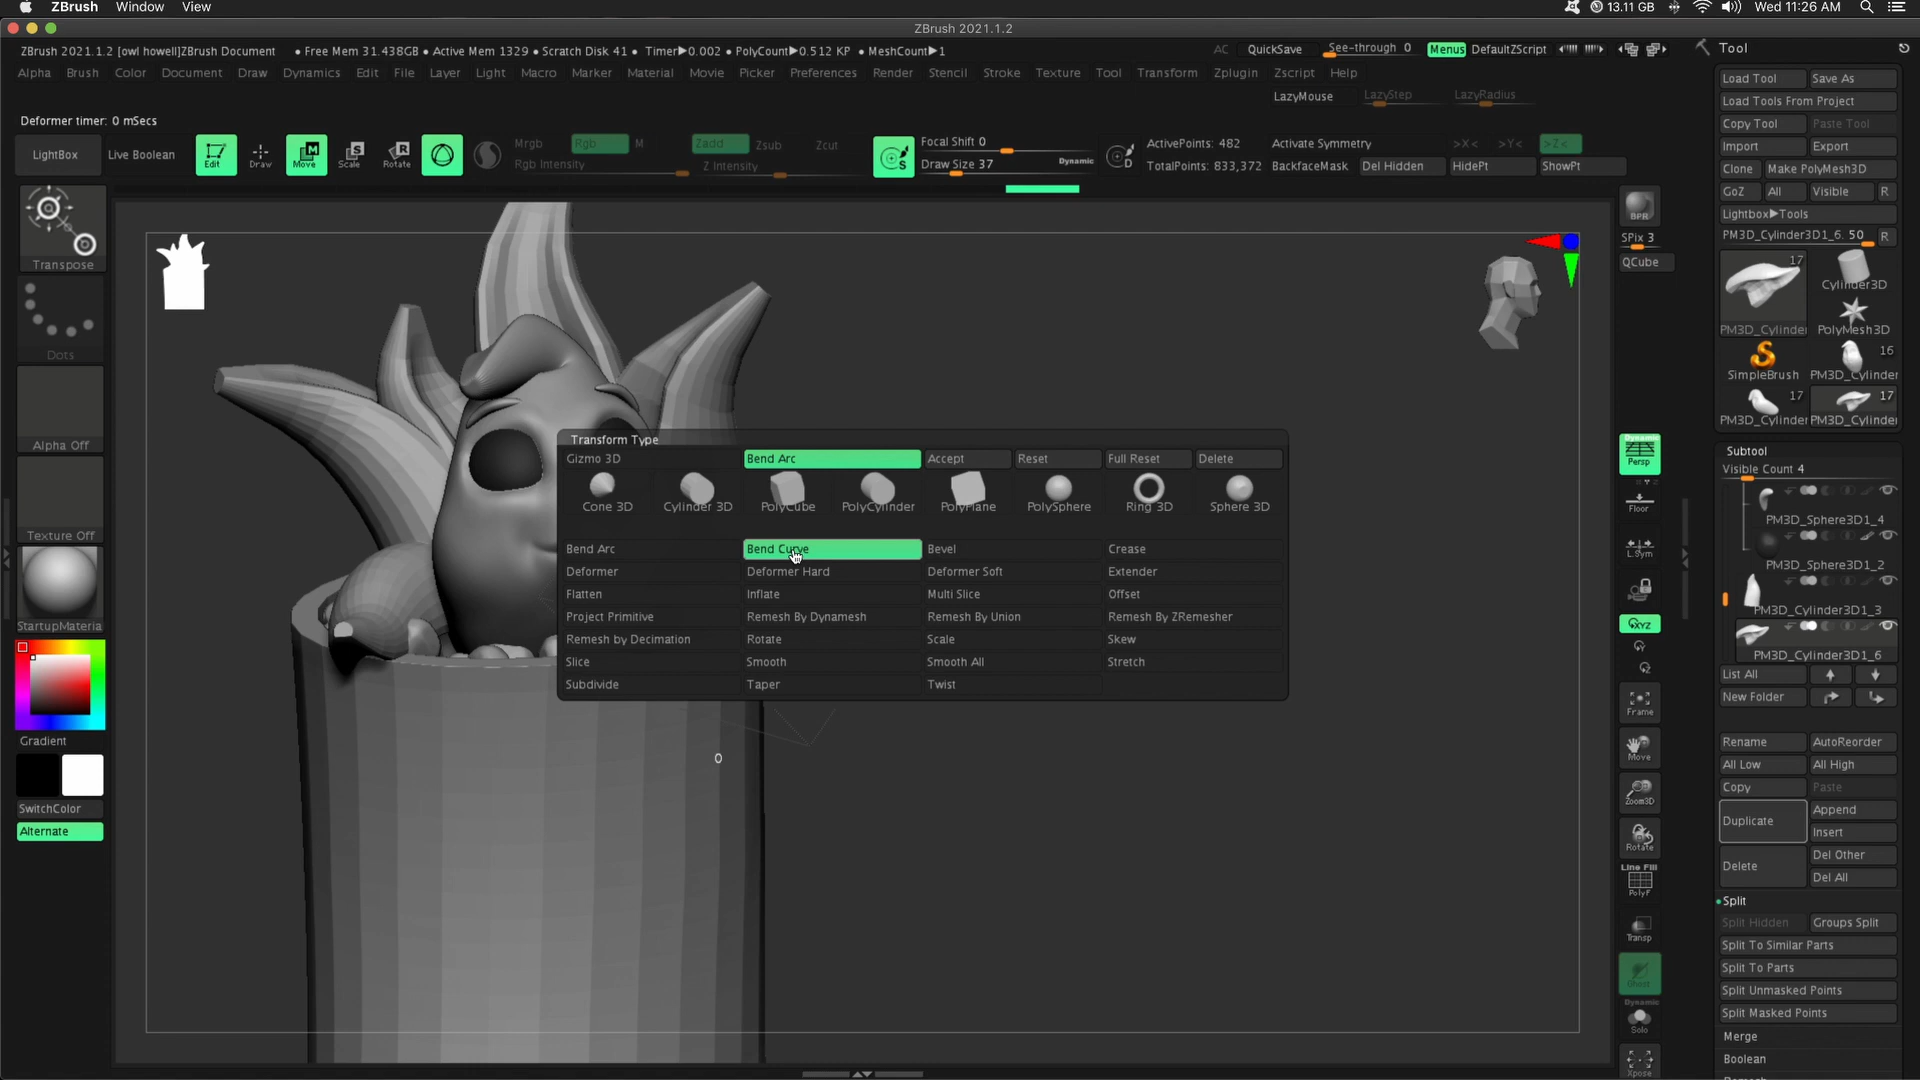 ZBrush Window View 13.11 GB Wed 11:26 AM
ZBrush 2021.1.2
ZBrush 2021.1.2 [owl howell]ZBrush Document • Free Mem 31.438GB • Active Mem 1329 • Scratch Disk 41 • Timer▶0.002 • PolyCount▶0.512 KP • MeshCount▶1 AC QuickSave See-through 0 Menus DefaultZScript Tool
Alpha Brush Color Document Draw Dynamics Edit File Layer Light Macro Marker Material Movie Picker Preferences Render Stencil Stroke Texture Tool Transform Zplugin Zscript Help
LazyMouse LazyStep LazyRadius
Deformer timer: 0 mSecs
LightBox Live Boolean Edit Draw Move Scale Rotate
M S R
Mrgb Rgb M Zadd Zsub Zcut
Rgb Intensity Z Intensity
S Focal Shift 0
Draw Size 37 Dynamic
D ActivePoints: 482 Activate Symmetry >X< >Y< >Z<
TotalPoints: 833,372 BackfaceMask Del Hidden HidePt ShowPt
Transpose
Dots
Alpha Off
Texture Off
StartupMateria
Gradient
SwitchColor
Alternate
Transform Type
Gizmo 3D Bend Arc Accept Reset Full Reset Delete
Cone 3D Cylinder 3D PolyCube PolyCylinder PolyPlane PolySphere Ring 3D Sphere 3D
Bend Arc Bend Curve Bevel Crease
Deformer Deformer Hard Deformer Soft Extender
Flatten Inflate Multi Slice Offset
Project Primitive Remesh By Dynamesh Remesh By Union Remesh By ZRemesher
Remesh by Decimation Rotate Scale Skew
Slice Smooth Smooth All Stretch
Subdivide Taper Twist
BPR
SPix 3
QCube
Dynamic
Persp
Floor
L.Sym
XYZ
Frame
Move
Zoom3D
Rotate
Line Fill
PolyF
Transp
Ghost
Dynamic
Solo
Xpose
Load Tool Save As
Load Tools From Project
Copy Tool Paste Tool
Import Export
Clone Make PolyMesh3D
GoZ All Visible R
Lightbox▶Tools
PM3D_Cylinder3D1_6. 50 R
17
Cylinder3D
PM3D_Cylinder PolyMesh3D
16
SimpleBrush PM3D_Cylinder
17 17
PM3D_Cylinder PM3D_Cylinder
Subtool
Visible Count 4
PM3D_Sphere3D1_4
PM3D_Sphere3D1_2
PM3D_Cylinder3D1_3
PM3D_Cylinder3D1_6
List All
New Folder
Rename AutoReorder
All Low All High
Copy Paste
Duplicate Append
Insert
Delete Del Other
Del All
Split
Split Hidden Groups Split
Split To Similar Parts
Split To Parts
Split Unmasked Points
Split Masked Points
Merge
Boolean